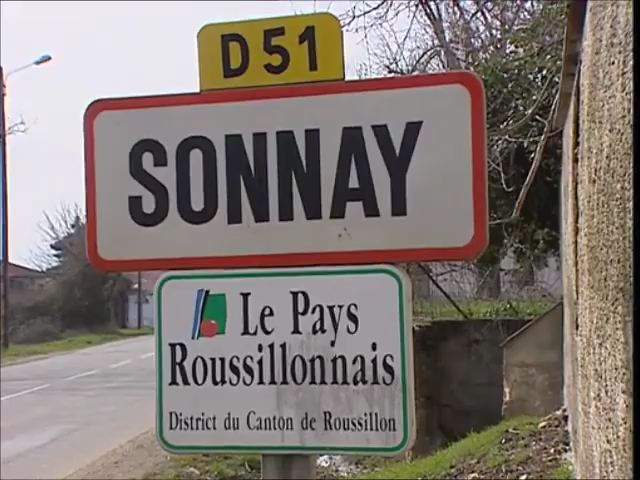 D51
SONNAY
Le Pays
Roussillonnais
District du Canton de Roussillon